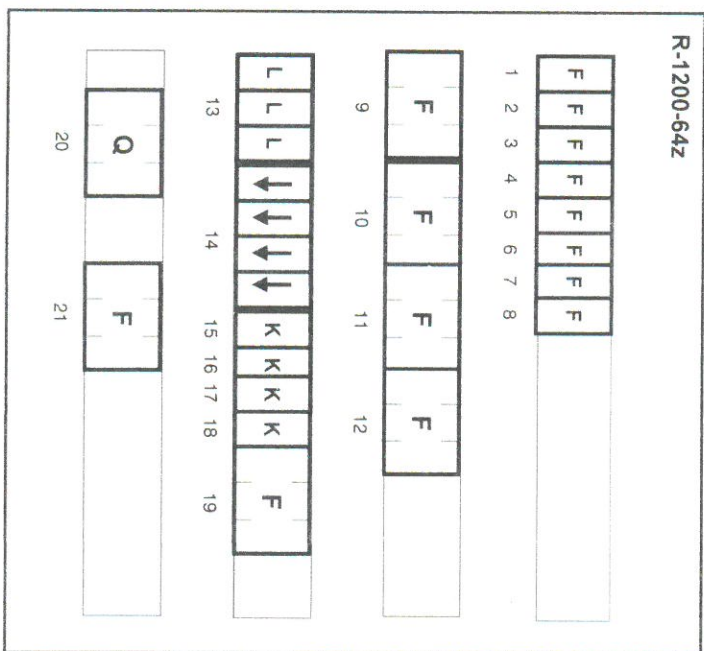 R-1200-64z
F F F F F F F F
1 2 3 4 5 6 7 8
F F F F
9 10 11 12
L L L ↑ ↑ ↑ ↑ K K K K F
13 14 15 16 17 18 19
Q F
20 21